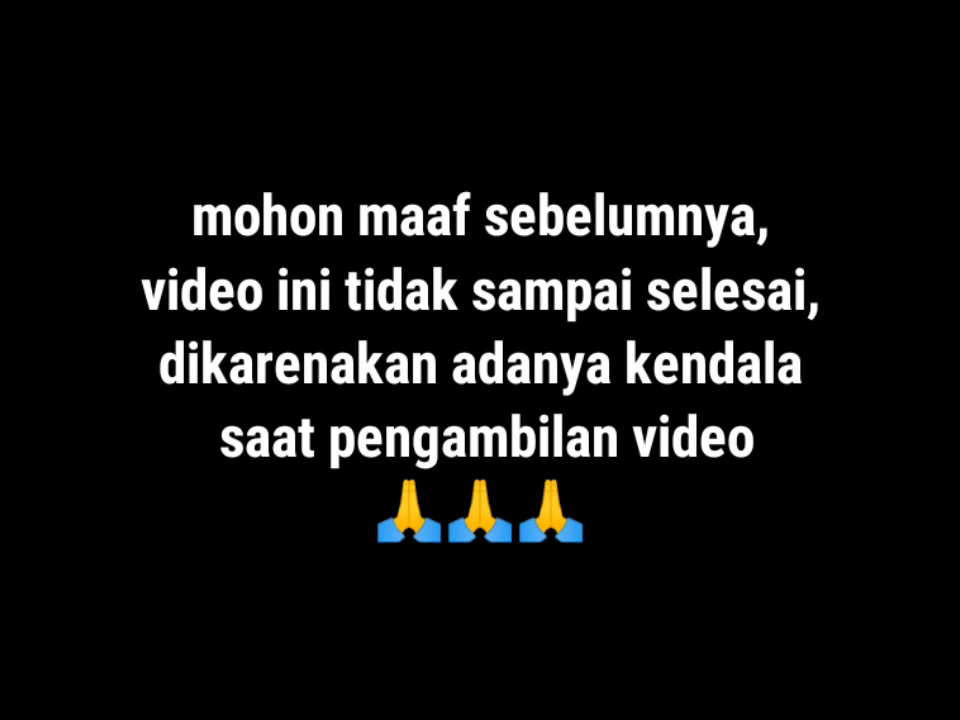 mohon maaf sebelumnya,
video ini tidak sampai selesai,
dikarenakan adanya kendala
saat pengambilan video
🙏🙏🙏